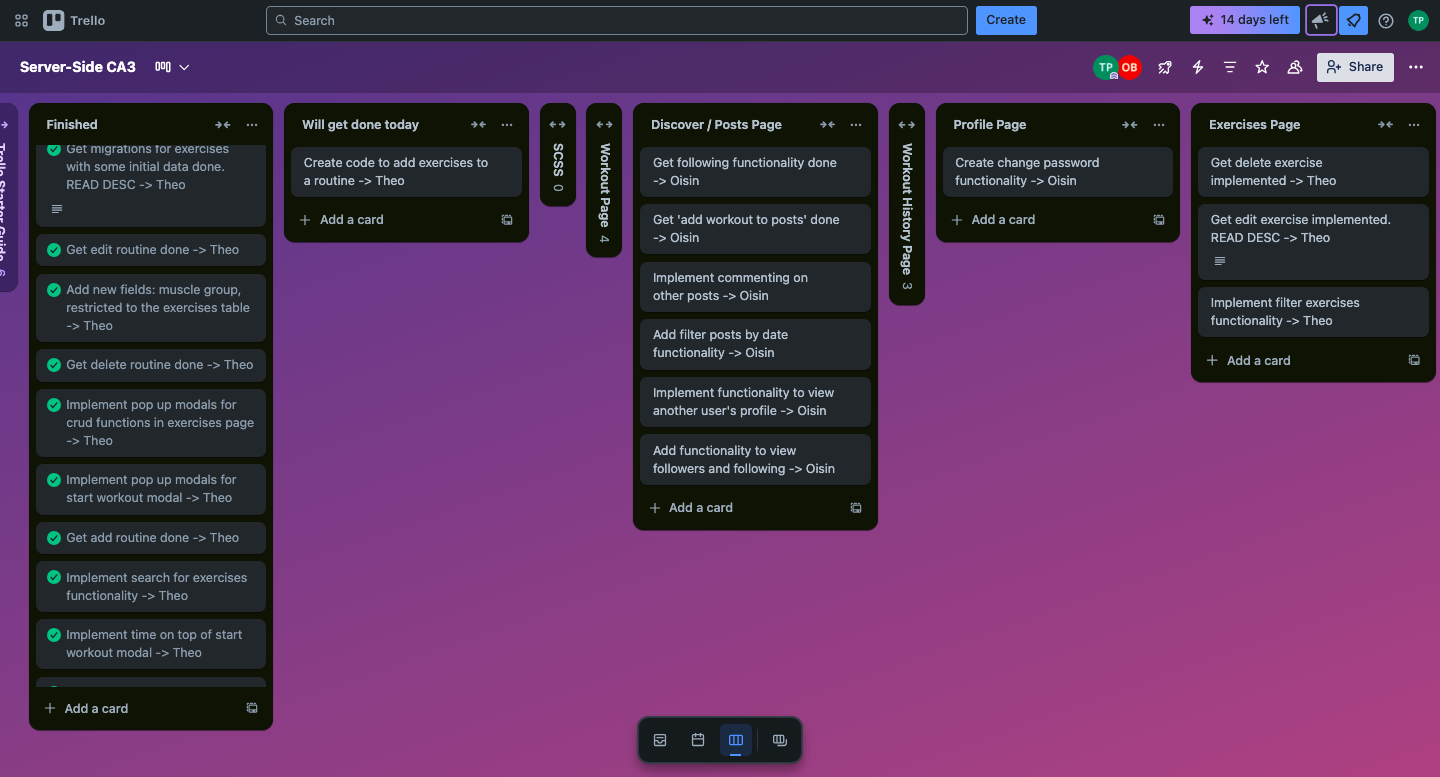 Trello
Search
Create
14 days left
TP
Server-Side CA3
TP
OB
Share
Trello Starter Guide 6
Finished
Get migrations for exercises
with some initial data done.
READ DESC -> Theo
Get edit routine done -> Theo
Add new fields: muscle group,
restricted to the exercises table
-> Theo
Get delete routine done -> Theo
Implement pop up modals for
crud functions in exercises page
-> Theo
Implement pop up modals for
start workout modal -> Theo
Get add routine done -> Theo
Implement search for exercises
functionality -> Theo
Implement time on top of start
workout modal -> Theo
Add a card
Will get done today
Create code to add exercises to
a routine -> Theo
Add a card
SCSS 0
Workout Page 4
Discover / Posts Page
Get following functionality done
-> Oisin
Get 'add workout to posts' done
-> Oisin
Implement commenting on
other posts -> Oisin
Add filter posts by date
functionality -> Oisin
Implement functionality to view
another user's profile -> Oisin
Add functionality to view
followers and following -> Oisin
Add a card
Workout History Page 3
Profile Page
Create change password
functionality -> Oisin
Add a card
Exercises Page
Get delete exercise
implemented -> Theo
Get edit exercise implemented.
READ DESC -> Theo
Implement filter exercises
functionality -> Theo
Add a card